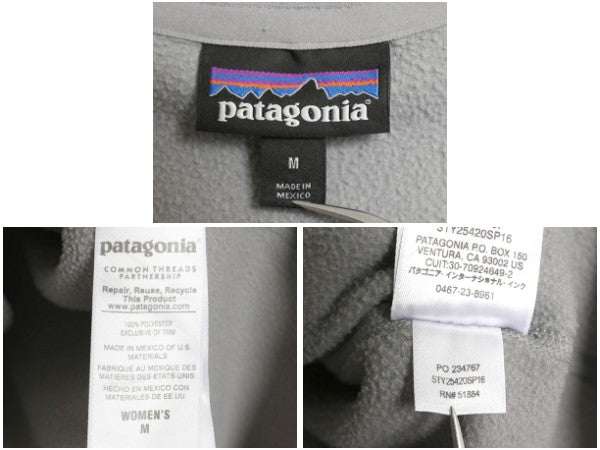 patagonia®
M
MADE IN
MEXICO
patagonia®
COMMON THREADS
PARTNERSHIP
Repair, Reuse, Recycle
This Product
www.patagonia.com
100% POLYESTER
EXCLUSIVE OF TRIM
MADE IN MEXICO OF U.S.
MATERIALS
FABRIQUÉ AU MEXIQUE DES
MATIÈRES DES ÉTATS-UNIS
HECHO EN MÉXICO CON
MATERIALES DE EE UU
WOMEN'S
M
STY25420SP16
PATAGONIA P.O. BOX 150
VENTURA, CA 93002 US
CUIT:30-70924649-2
パタゴニア・インターナショナル・インク
0467-23-8961
PO 234767
STY25420SP16
RN# 51884